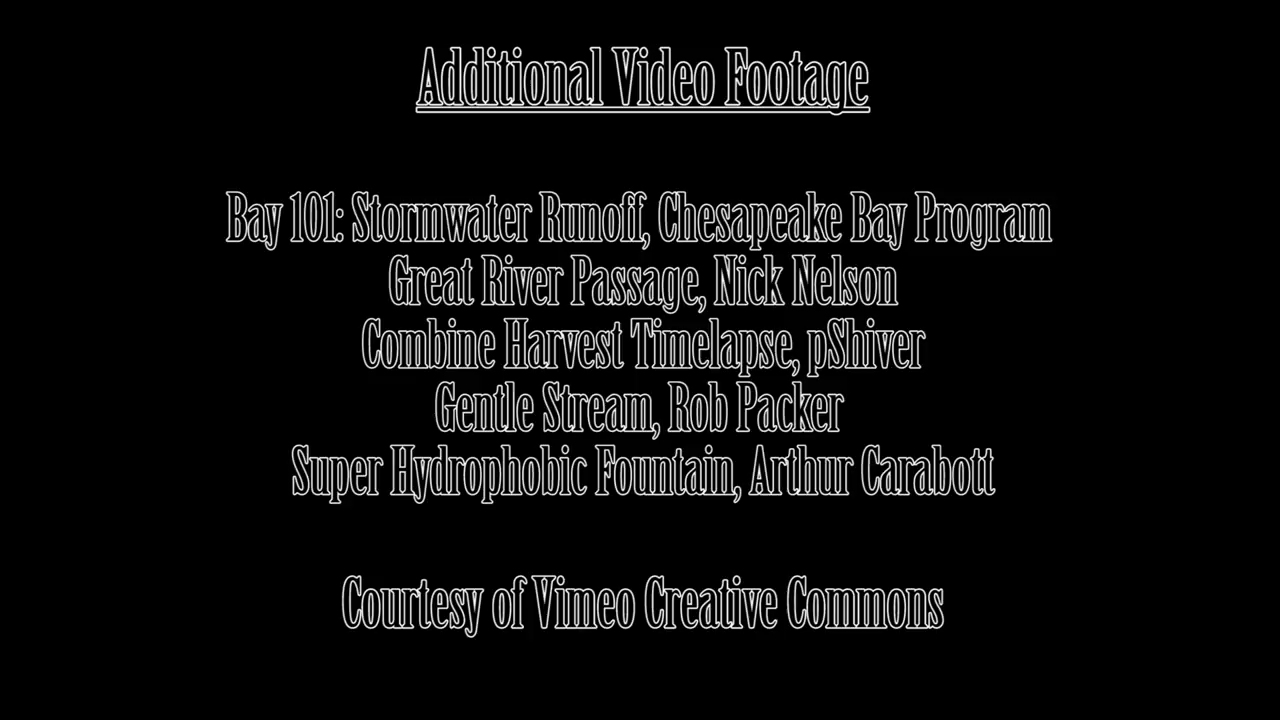 Additional Video Footage
Bay 101: Stormwater Runoff, Chesapeake Bay Program
Great River Passage, Nick Nelson
Combine Harvest Timelapse, pShiver
Gentle Stream, Rob Packer
Super Hydrophobic Fountain, Arthur Carabott
Courtesy of Vimeo Creative Commons